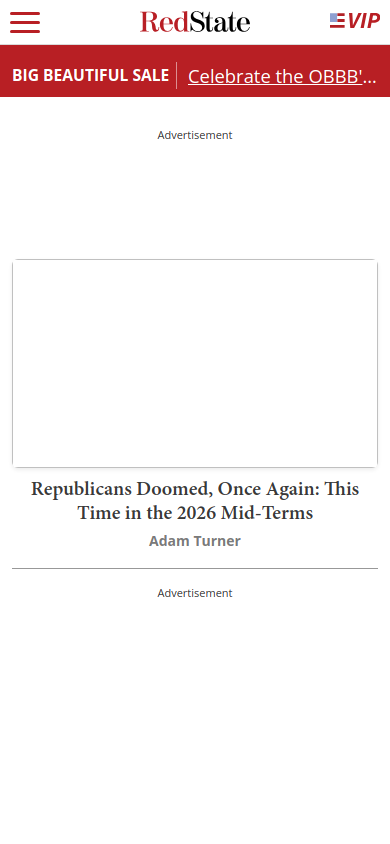 RedState
VIP
BIG BEAUTIFUL SALE
Celebrate the OBBB'...
Advertisement
Republicans Doomed, Once Again: This
Time in the 2026 Mid-Terms
Adam Turner
Advertisement